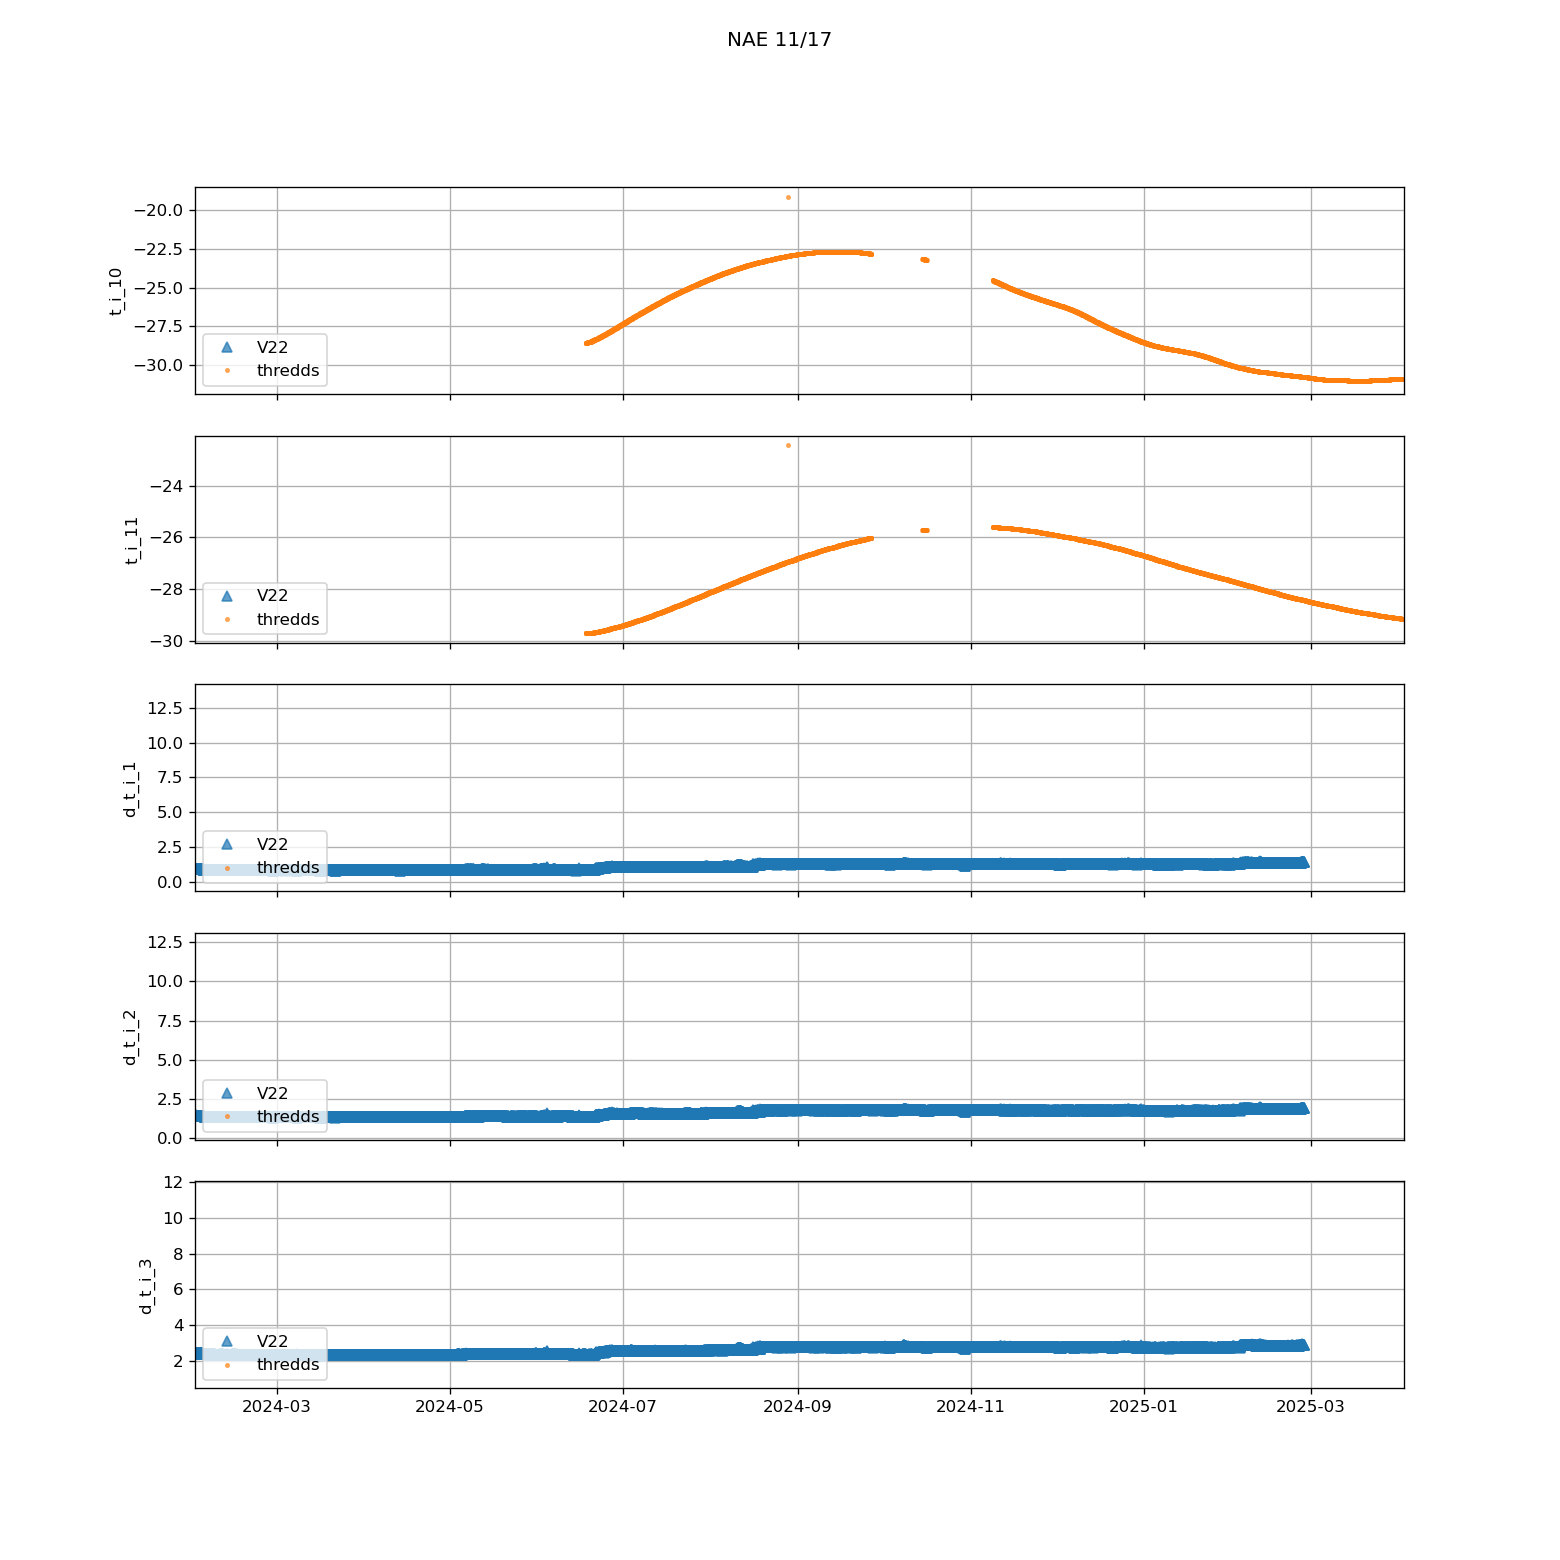 NAE 11/17
t_i_10
−20.0
−22.5
−25.0
−27.5
−30.0
V22
thredds
t_i_11
−24
−26
−28
−30
V22
thredds
d_t_i_1
12.5
10.0
7.5
5.0
2.5
0.0
V22
thredds
d_t_i_2
12.5
10.0
7.5
5.0
2.5
0.0
V22
thredds
d_t_i_3
12
10
8
6
4
2
V22
thredds
2024-03 2024-05 2024-07 2024-09 2024-11 2025-01 2025-03